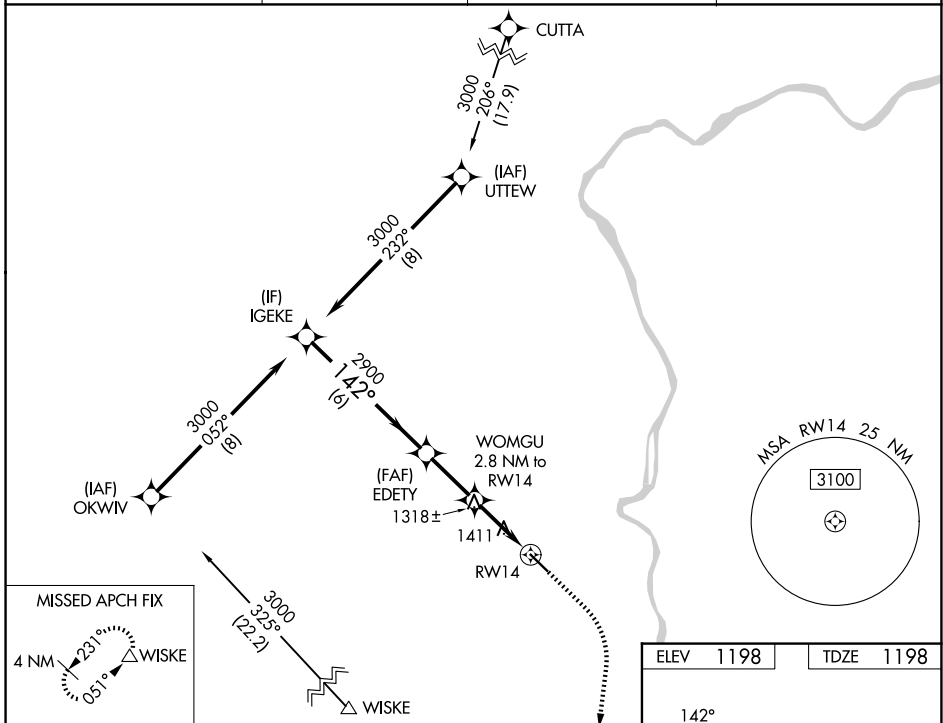 CUTTA
3000
206°
(17.9)
(IAF)
UTTEW
3000
232°
(8)
(IF)
IGEKE
2900
142°
(6)
3000
052°
(8)
(IAF)
OKWIV
WOMGU
2.8 NM to
RW14
(FAF)
EDETY
1318±
1411
RW14
MSA RW14 25 NM
3100
3000
325°
(22.2)
WISKE
MISSED APCH FIX
4 NM
231°
051°
WISKE
ELEV 1198
TDZE 1198
142°